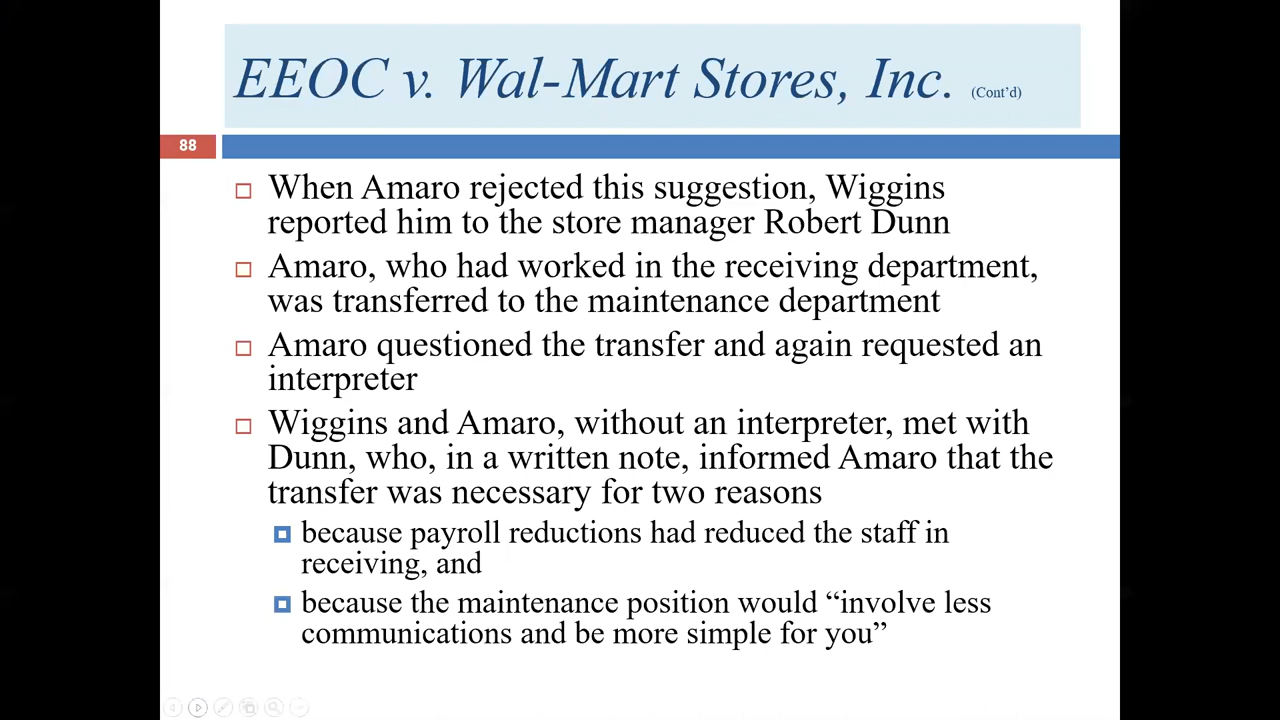 EEOC v. Wal-Mart Stores, Inc. (Cont’d)
88
When Amaro rejected this suggestion, Wiggins
reported him to the store manager Robert Dunn
Amaro, who had worked in the receiving department,
was transferred to the maintenance department
Amaro questioned the transfer and again requested an
interpreter
Wiggins and Amaro, without an interpreter, met with
Dunn, who, in a written note, informed Amaro that the
transfer was necessary for two reasons
because payroll reductions had reduced the staff in
receiving, and
because the maintenance position would “involve less
communications and be more simple for you”